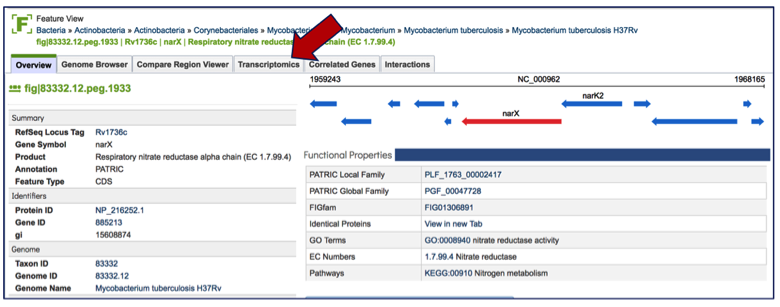 Feature View
Bacteria » Actinobacteria » Actinobacteria » Corynebacteriales » Mycobacterium » Mycobacterium tuberculosis » Mycobacterium tuberculosis H37Rv
fig|83332.12.peg.1933 | Rv1736c | narX | Respiratory nitrate chain (EC 1.7.99.4)
Overview Genome Browser Compare Region Viewer Transcriptomics Correlated Genes Interactions
fig|83332.12.peg.1933
Summary
RefSeq Locus Tag Rv1736c
Gene Symbol narX
Product Respiratory nitrate reductase alpha chain (EC 1.7.99.4)
Annotation PATRIC
Feature Type CDS
Identifiers
Protein ID NP_216252.1
Gene ID 885213
gi 15608874
Genome
Taxon ID 83332
Genome ID 83332.12
Genome Name Mycobacterium tuberculosis H37Rv
1959243 NC_000962 1968165
narK2
narX
Functional Properties
PATRIC Local Family PLF_1763_00002417
PATRIC Global Family PGF_00047728
FIGfam FIG01306891
Identical Proteins View in new Tab
GO Terms GO:0008940 nitrate reductase activity
EC Numbers 1.7.99.4 Nitrate reductase
Pathways KEGG:00910 Nitrogen metabolism